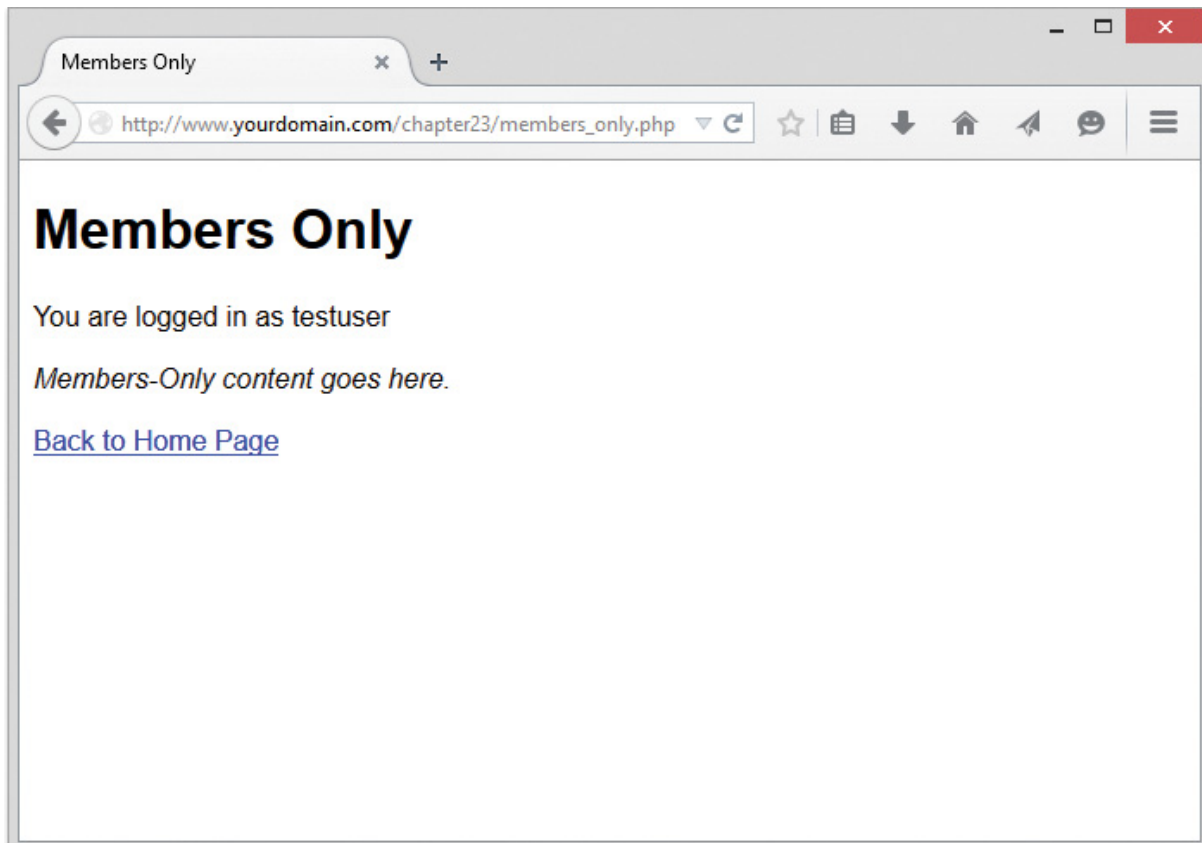 Members Only
http://www.yourdomain.com/chapter23/members_only.php
Members Only
You are logged in as testuser
Members-Only content goes here.
Back to Home Page